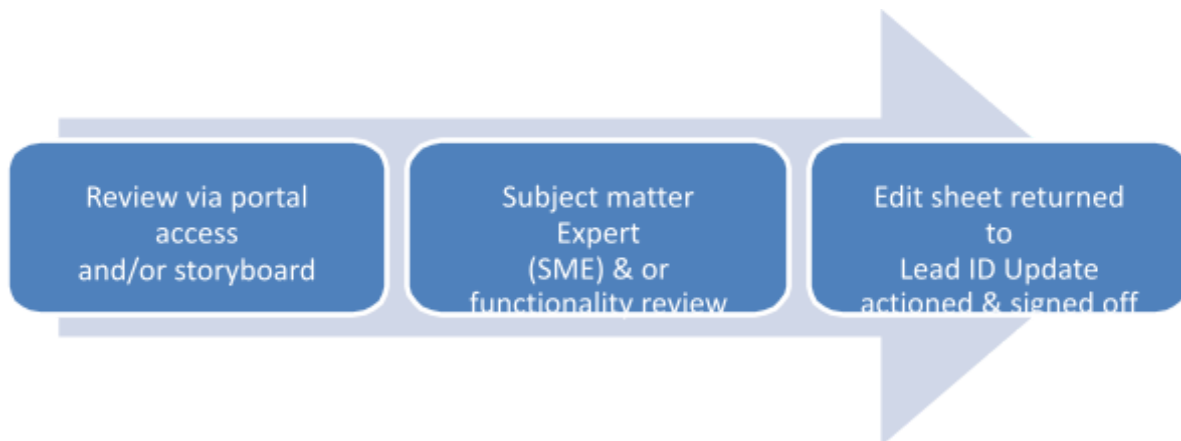 Review via portal
access
and/or storyboard
Subject matter
Expert
(SME) & or
functionality review
Edit sheet returned
to
Lead ID Update
actioned & signed off